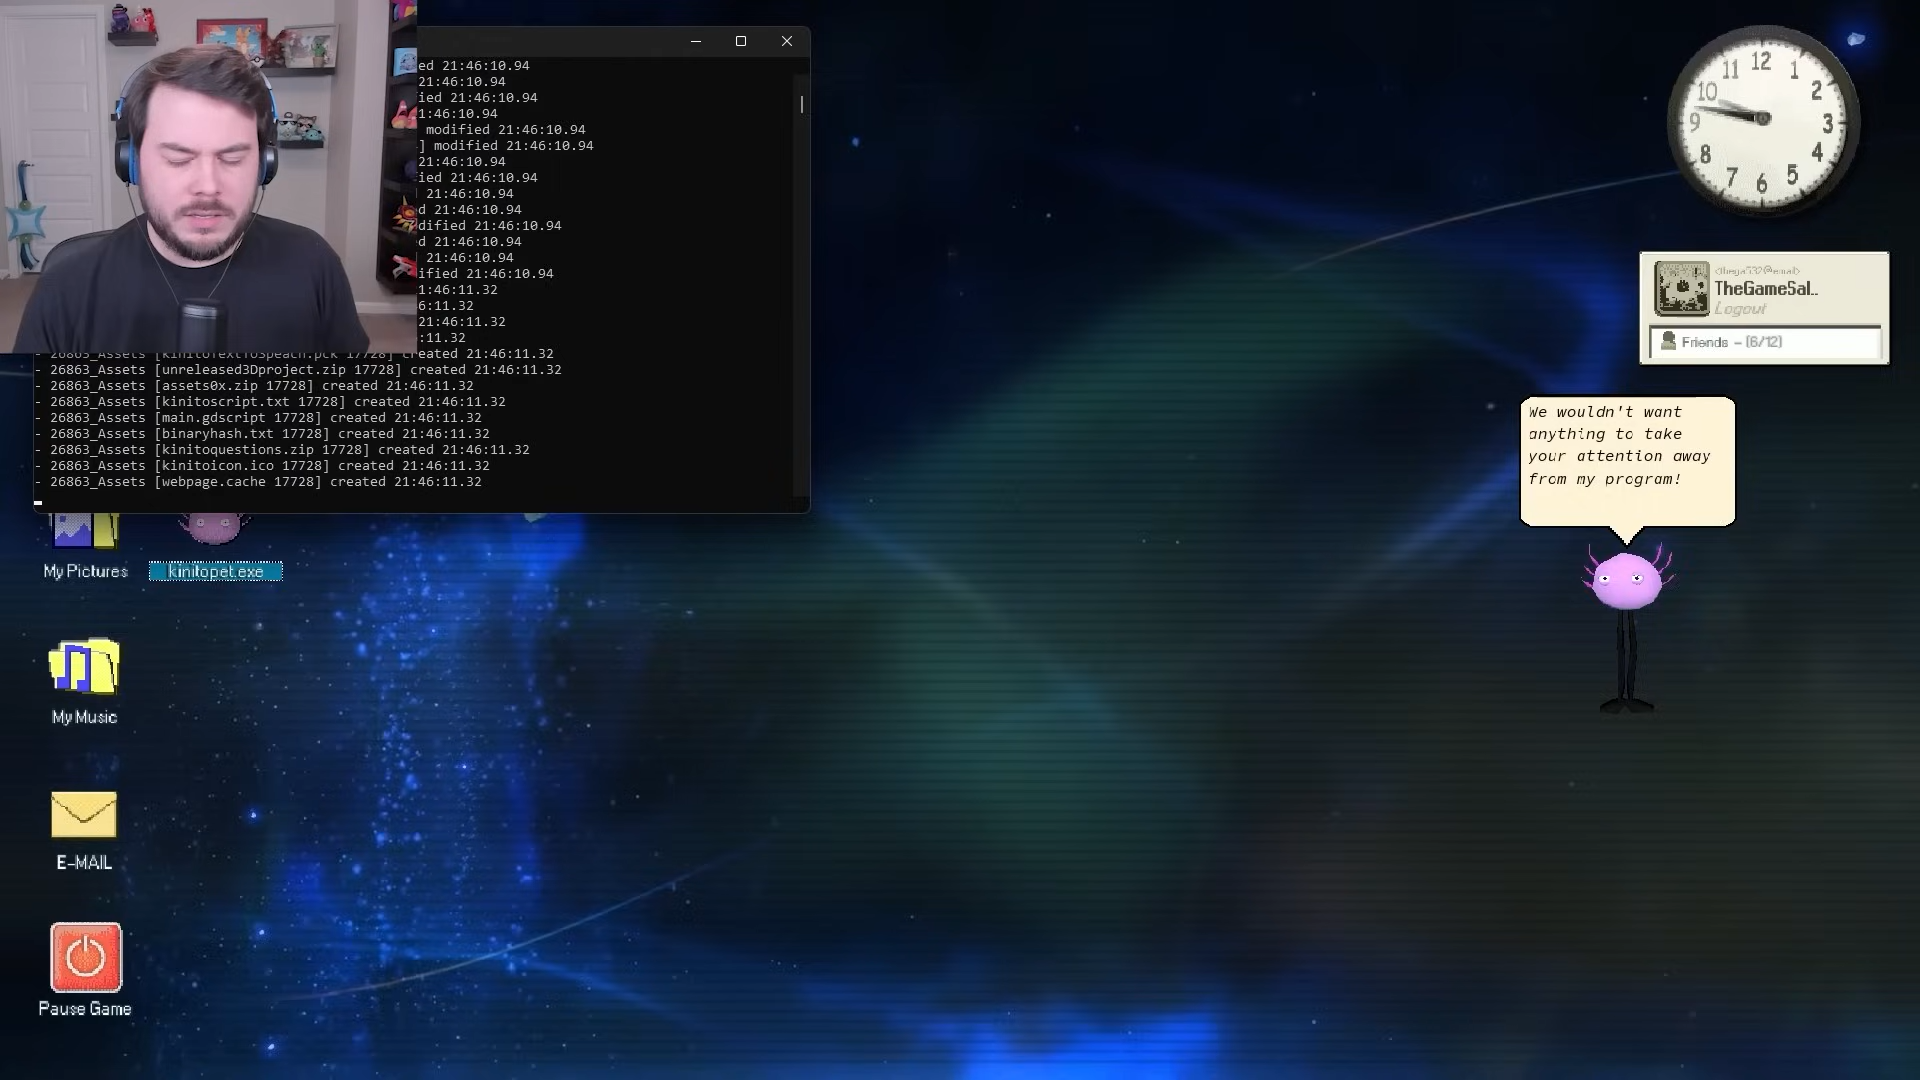 ed 21:46:10.94
21:46:10.94
ied 21:46:10.94
1:46:10.94
modified 21:46:10.94
] modified 21:46:10.94
21:46:10.94
ied 21:46:10.94
21:46:10.94
d 21:46:10.94
dified 21:46:10.94
d 21:46:10.94
21:46:10.94
ified 21:46:10.94
1:46:11.32
6:11.32
21:46:11.32
:11.32
- 26863_Assets [kinitoTextToSpeach.pck 17728] created 21:46:11.32
- 26863_Assets [unreleased3Dproject.zip 17728] created 21:46:11.32
- 26863_Assets [assets0x.zip 17728] created 21:46:11.32
- 26863_Assets [kinitoscript.txt 17728] created 21:46:11.32
- 26863_Assets [main.gdscript 17728] created 21:46:11.32
- 26863_Assets [binaryhash.txt 17728] created 21:46:11.32
- 26863_Assets [kinitoquestions.zip 17728] created 21:46:11.32
- 26863_Assets [kinitoicon.ico 17728] created 21:46:11.32
- 26863_Assets [webpage.cache 17728] created 21:46:11.32
My Pictures
kinitopet.exe
My Music
E-MAIL
Pause Game
12
11 1
10 2
9 3
8 4
7 5
6
TheGameSal..
Logout
Friends - (6/12)
We wouldn't want
anything to take
your attention away
from my program!